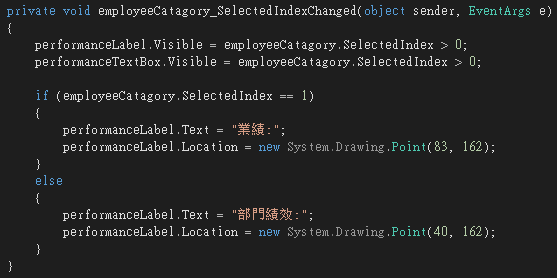 private void employeeCatagory_SelectedIndexChanged(object sender, EventArgs e)
{
performanceLabel.Visible = employeeCatagory.SelectedIndex > 0;
performanceTextBox.Visible = employeeCatagory.SelectedIndex > 0;
if (employeeCatagory.SelectedIndex == 1)
{
performanceLabel.Text = "業績:";
performanceLabel.Location = new System.Drawing.Point(83, 162);
}
else
{
performanceLabel.Text = "部門績效:";
performanceLabel.Location = new System.Drawing.Point(40, 162);
}
}